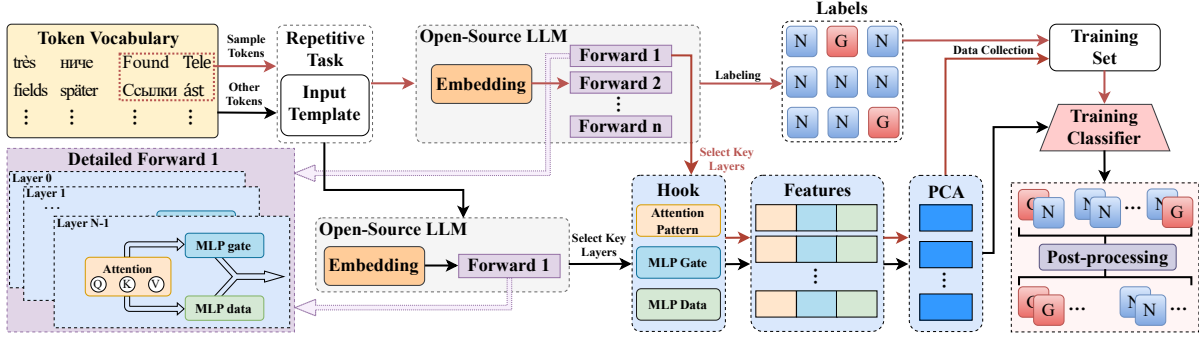 Token Vocabulary
très ниче Found Tele
fields später Ссылки ást
Sample
Tokens
Other
Tokens
Repetitive
Task
Input
Template
Open-Source LLM
Embedding
Forward 1
Forward 2
Forward n
Labeling
Labels
N G N
N N N
N N G
Data Collection
Training
Set
Training
Classifier
Select Key
Layers
Detailed Forward 1
Layer 0
Layer 1
...
Layer N-1
MLP gate
Attention
Q K V
MLP data
Open-Source LLM
Embedding
Forward 1
Select Key
Layers
Hook
Attention
Pattern
MLP Gate
MLP Data
Features
PCA
G N N N ... N G
Post-processing
G G ... N N ...